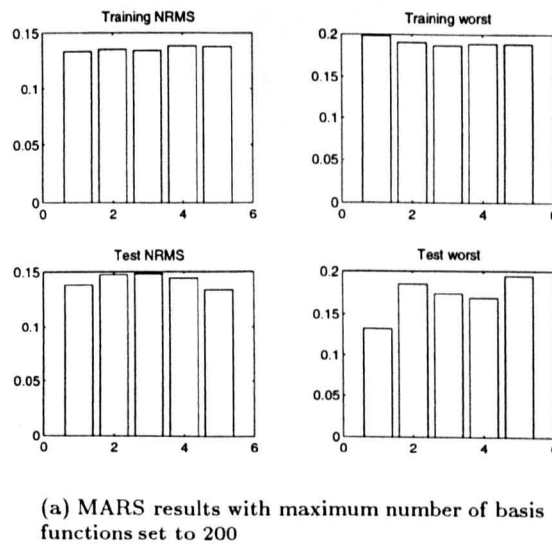 Training NRMS
0.15
0.1
0.05
0
0 2 4 6
Training worst
0.2
0.15
0.1
0.05
0
0 2 4 6
Test NRMS
0.15
0.1
0.05
0
0 2 4 6
Test worst
0.2
0.15
0.1
0.05
0
0 2 4 6
(a) MARS results with maximum number of basis
functions set to 200